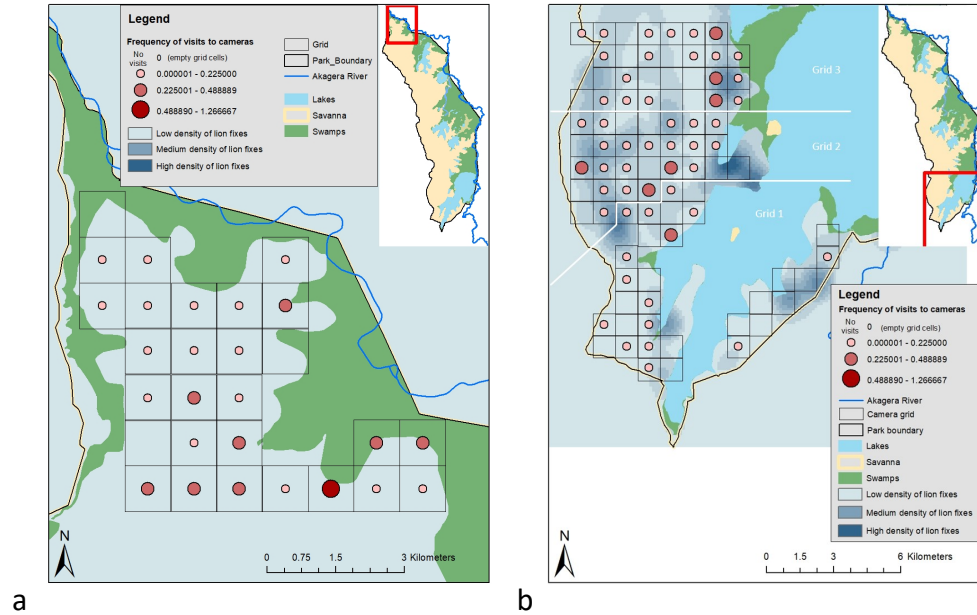 Legend
Frequency of visits to cameras
No visits
0 (empty grid cells)
0.000001 - 0.225000
0.225001 - 0.488889
0.488890 - 1.266667
Low density of lion fixes
Medium density of lion fixes
High density of lion fixes
Grid
Park_Boundary
Akagera River
Lakes
Savanna
Swamps
N
0 0.75 1.5 3 Kilometers
a
Grid 3
Grid 2
Grid 1
Legend
Frequency of visits to cameras
No visits
0 (empty grid cells)
0.000001 - 0.225000
0.225001 - 0.488889
0.488890 - 1.266667
Akagera River
Camera grid
Park boundary
Lakes
Savanna
Swamps
Low density of lion fixes
Medium density of lion fixes
High density of lion fixes
N
0 1.5 3 6 Kilometers
b